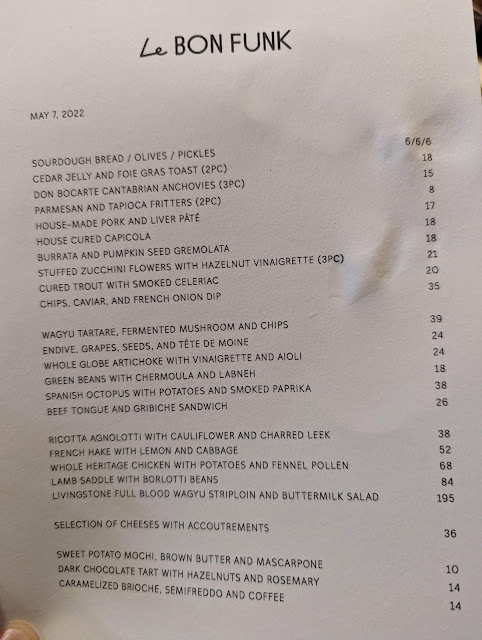 Le BON FUNK
MAY 7, 2022
SOURDOUGH BREAD / OLIVES / PICKLES 6/6/6
CEDAR JELLY AND FOIE GRAS TOAST (2PC) 18
DON BOCARTE CANTABRIAN ANCHOVIES (3PC) 15
PARMESAN AND TAPIOCA FRITTERS (2PC) 8
HOUSE-MADE PORK AND LIVER PÂTÉ 17
HOUSE CURED CAPICOLA 18
BURRATA AND PUMPKIN SEED GREMOLATA 18
STUFFED ZUCCHINI FLOWERS WITH HAZELNUT VINAIGRETTE (3PC) 21
CURED TROUT WITH SMOKED CELERIAC 20
CHIPS, CAVIAR, AND FRENCH ONION DIP 35
WAGYU TARTARE, FERMENTED MUSHROOM AND CHIPS 39
ENDIVE, GRAPES, SEEDS, AND TÊTE DE MOINE 24
WHOLE GLOBE ARTICHOKE WITH VINAIGRETTE AND AIOLI 24
GREEN BEANS WITH CHERMOULA AND LABNEH 18
SPANISH OCTOPUS WITH POTATOES AND SMOKED PAPRIKA 38
BEEF TONGUE AND GRIBICHE SANDWICH 26
RICOTTA AGNOLOTTI WITH CAULIFLOWER AND CHARRED LEEK 38
FRENCH HAKE WITH LEMON AND CABBAGE 52
WHOLE HERITAGE CHICKEN WITH POTATOES AND FENNEL POLLEN 68
LAMB SADDLE WITH BORLOTTI BEANS 84
LIVINGSTONE FULL BLOOD WAGYU STRIPLOIN AND BUTTERMILK SALAD 195
SELECTION OF CHEESES WITH ACCOUTREMENTS 36
SWEET POTATO MOCHI, BROWN BUTTER AND MASCARPONE 10
DARK CHOCOLATE TART WITH HAZELNUTS AND ROSEMARY 14
CARAMELIZED BRIOCHE, SEMIFREDDO AND COFFEE 14